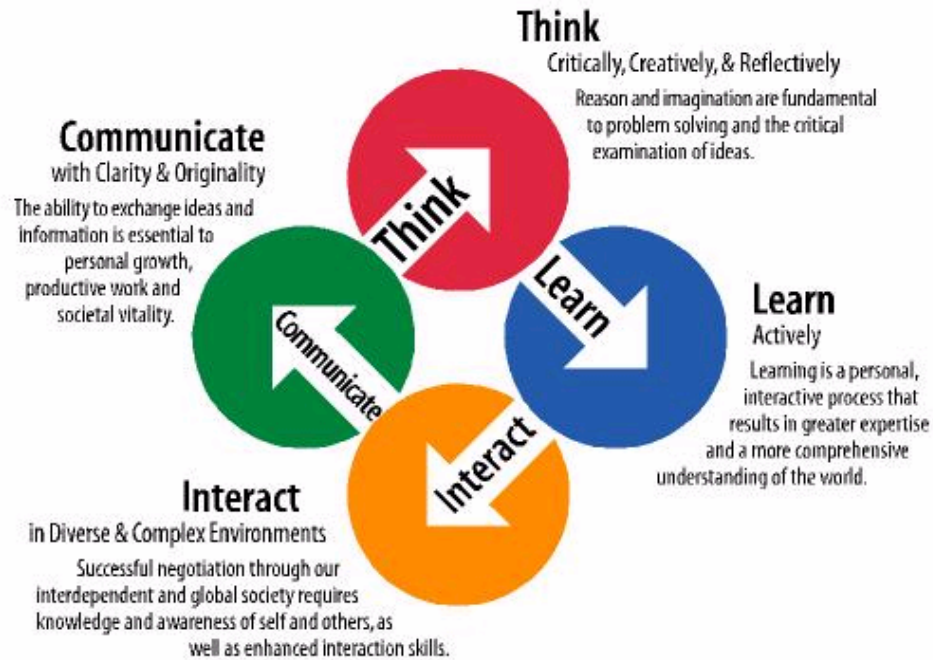 Think
Critically, Creatively, & Reflectively
Reason and imagination are fundamental
to problem solving and the critical
examination of ideas.
Communicate
with Clarity & Originality
The ability to exchange ideas and
information is essential to
personal growth,
productive work and
societal vitality.
Think
Learn
Communicate
Interact
Learn
Actively
Learning is a personal,
interactive process that
results in greater expertise
and a more comprehensive
understanding of the world.
Interact
in Diverse & Complex Environments
Successful negotiation through our
interdependent and global society requires
knowledge and awareness of self and others, as
well as enhanced interaction skills.